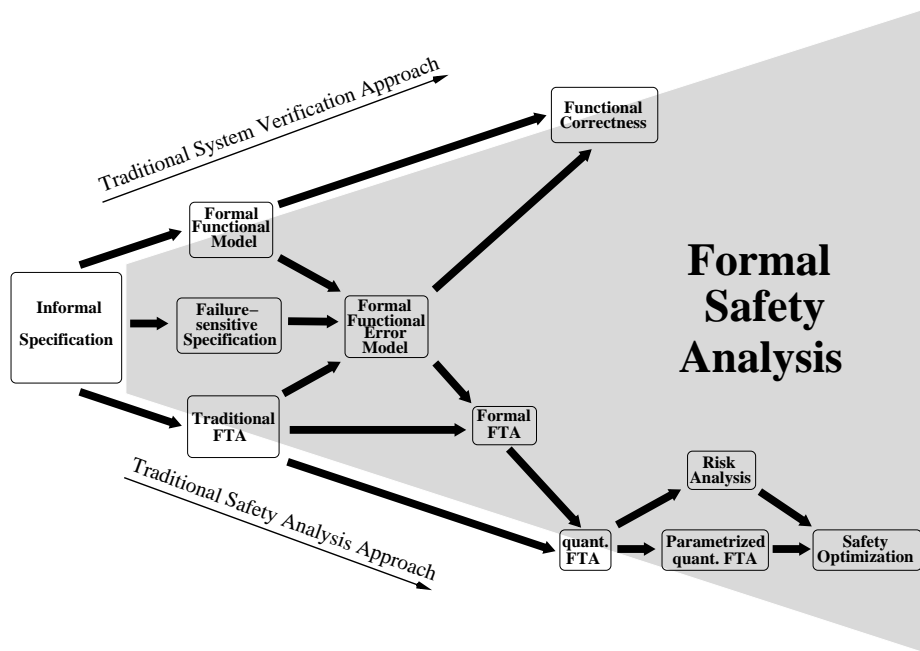 Traditional System Verification Approach
Functional
Correctness
Formal
Functional
Model
Formal
Safety
Analysis
Informal
Specification
Failure−
sensitive
Specification
Formal
Functional
Error
Model
Traditional
FTA
Formal
FTA
Traditional Safety Analysis Approach
Risk
Analysis
quant.
FTA
Parametrized
quant. FTA
Safety
Optimization